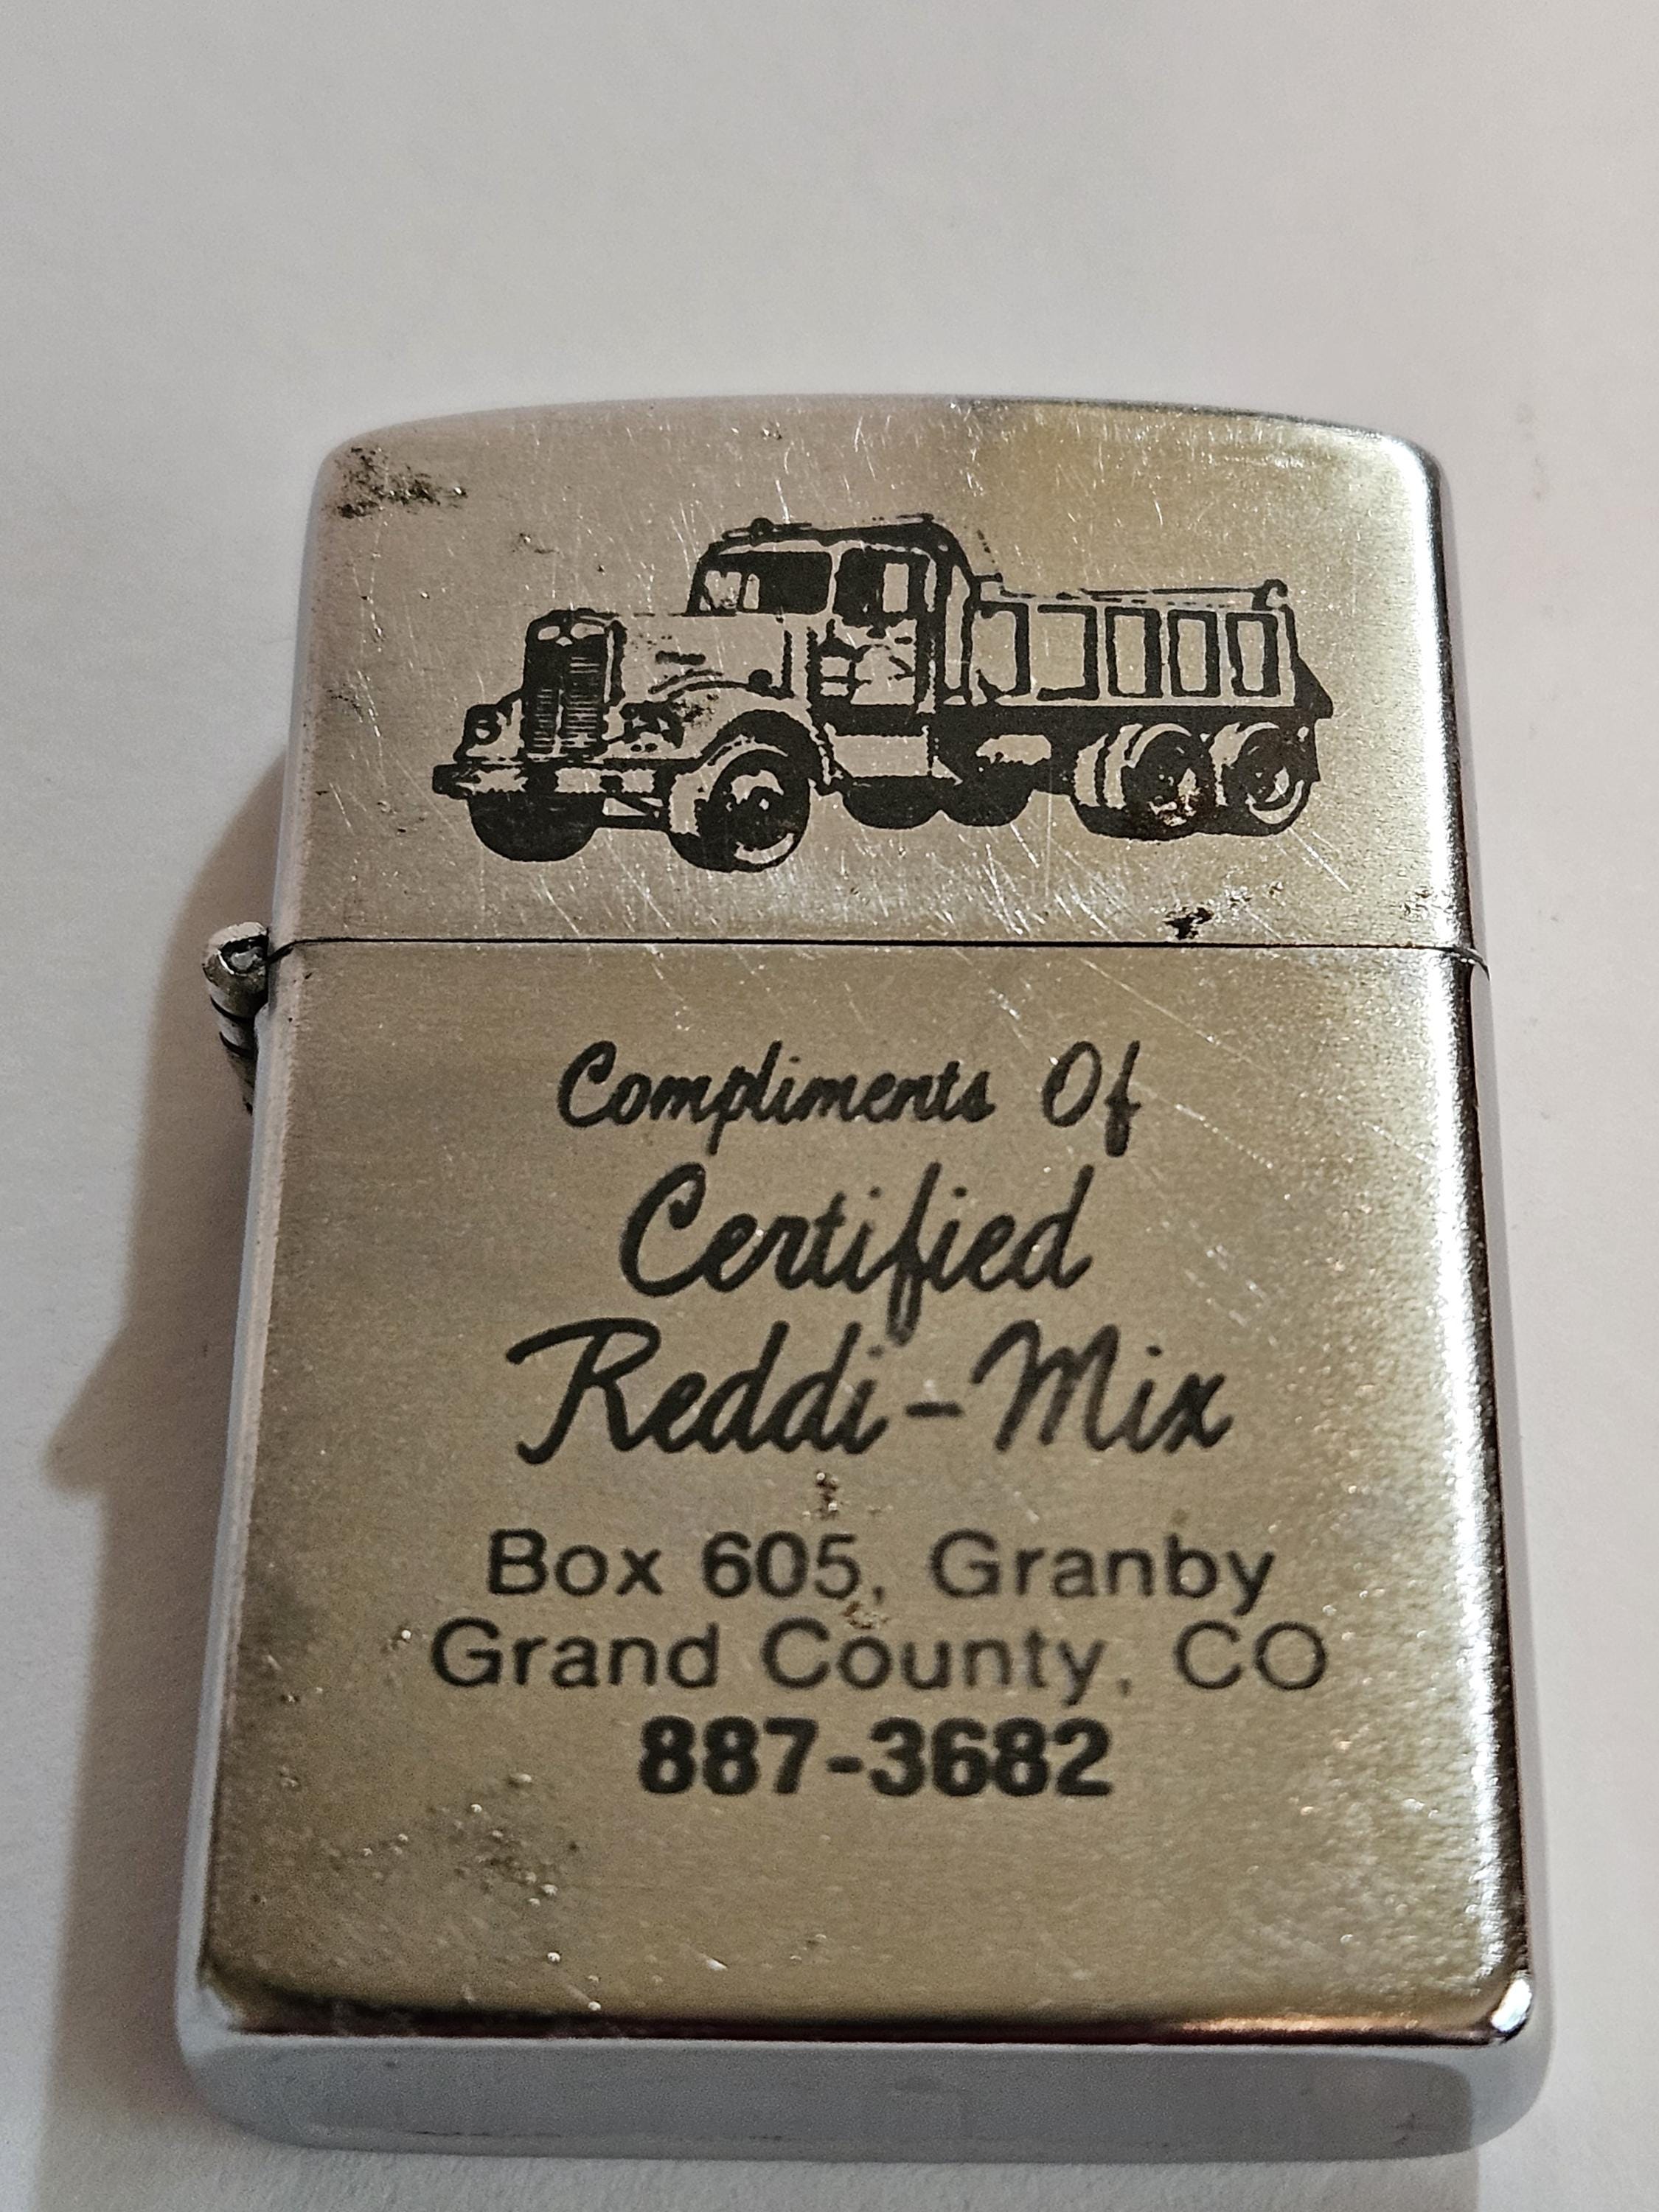 Compliments Of
Certified
Reddi-Mix
Box 605, Granby
Grand County, CO
887-3682